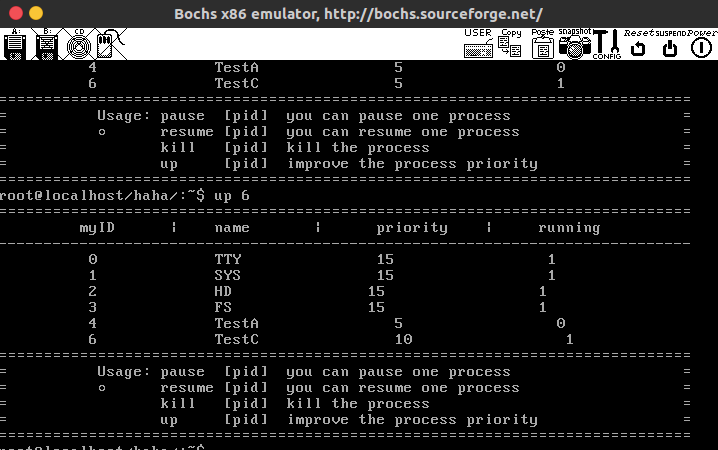 Bochs x86 emulator, http://bochs.sourceforge.net/
A: B: CD USER Copy Paste snapshot CONFIG Reset SUSPEND Power
4 TestA 5 0
6 TestC 5 1
================================================================================
= Usage: pause [pid] you can pause one process =
= o resume [pid] you can resume one process =
= kill [pid] kill the process =
= up [pid] improve the process priority =
================================================================================
root@localhost/haha/:~$ up 6
================================================================================
myID ¦ name ¦ priority ¦ running
--------------------------------------------------------------------------------
0 TTY 15 1
1 SYS 15 1
2 HD 15 1
3 FS 15 1
4 TestA 5 0
6 TestC 10 1
================================================================================
= Usage: pause [pid] you can pause one process =
= o resume [pid] you can resume one process =
= kill [pid] kill the process =
= up [pid] improve the process priority =
================================================================================
root@localhost/haha/:~$